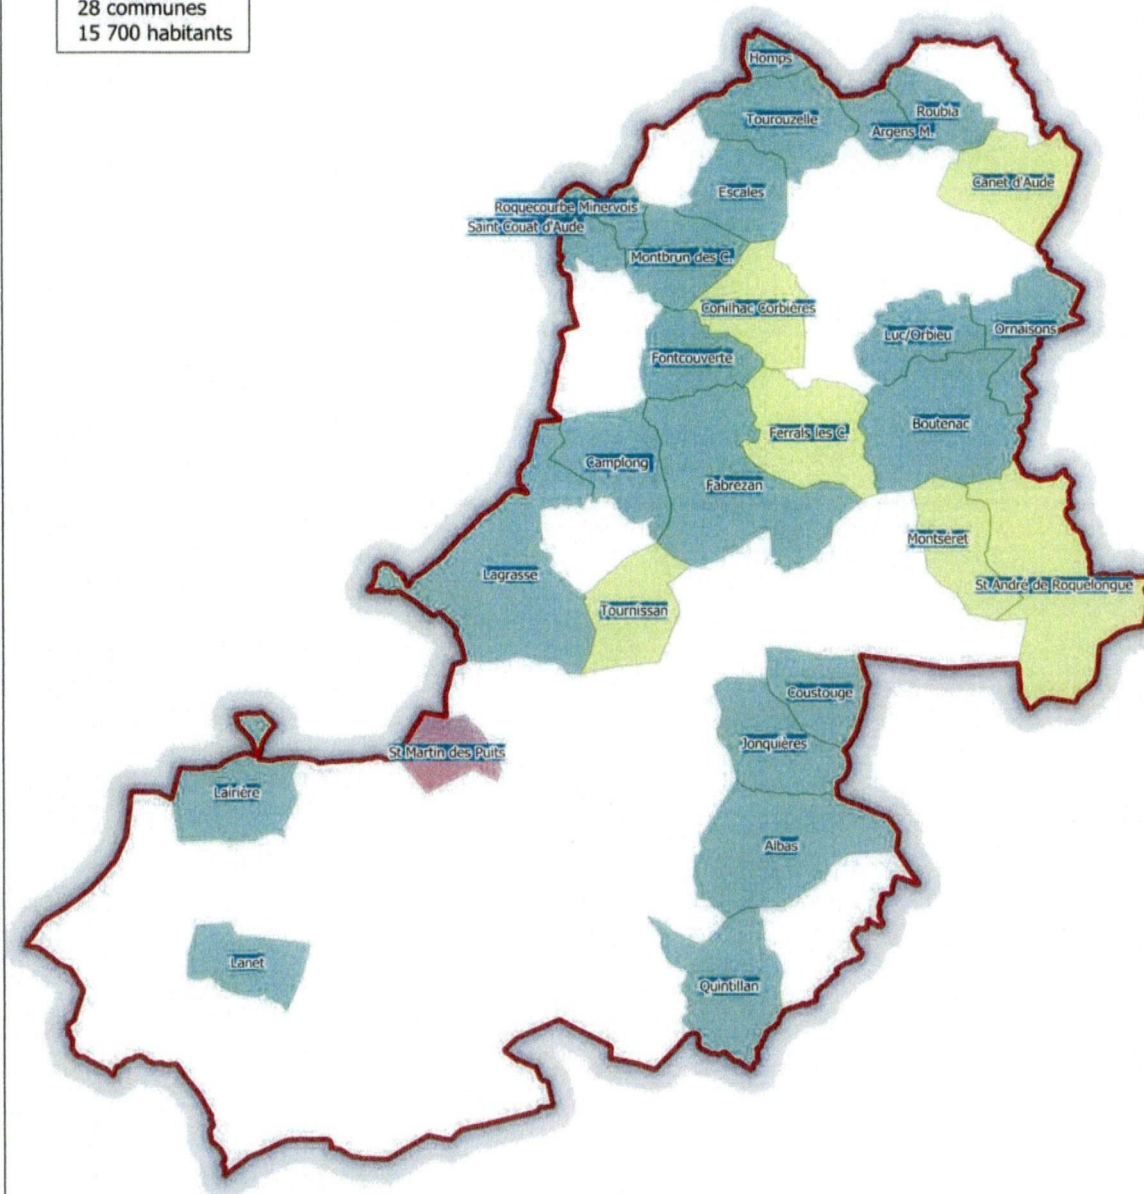 28 communes
15 700 habitants
Homps
Roubia
Tourouzelle
Argens M.
Canet d'Aude
Escales
Roquecourbe Minervois
Saint Couat d'Aude
Montbrun des C.
Conilhac Corbières
Ornaisons
Luc/Orbieu
Fontcouverte
Boutenac
Ferrals les C.
Camplong
Fabrezan
Montséret
Lagrasse
St André de Roquelongue
Tournissan
Coustouge
Jonquières
St Martin des Puits
Lairière
Albas
Lanet
Quintillan